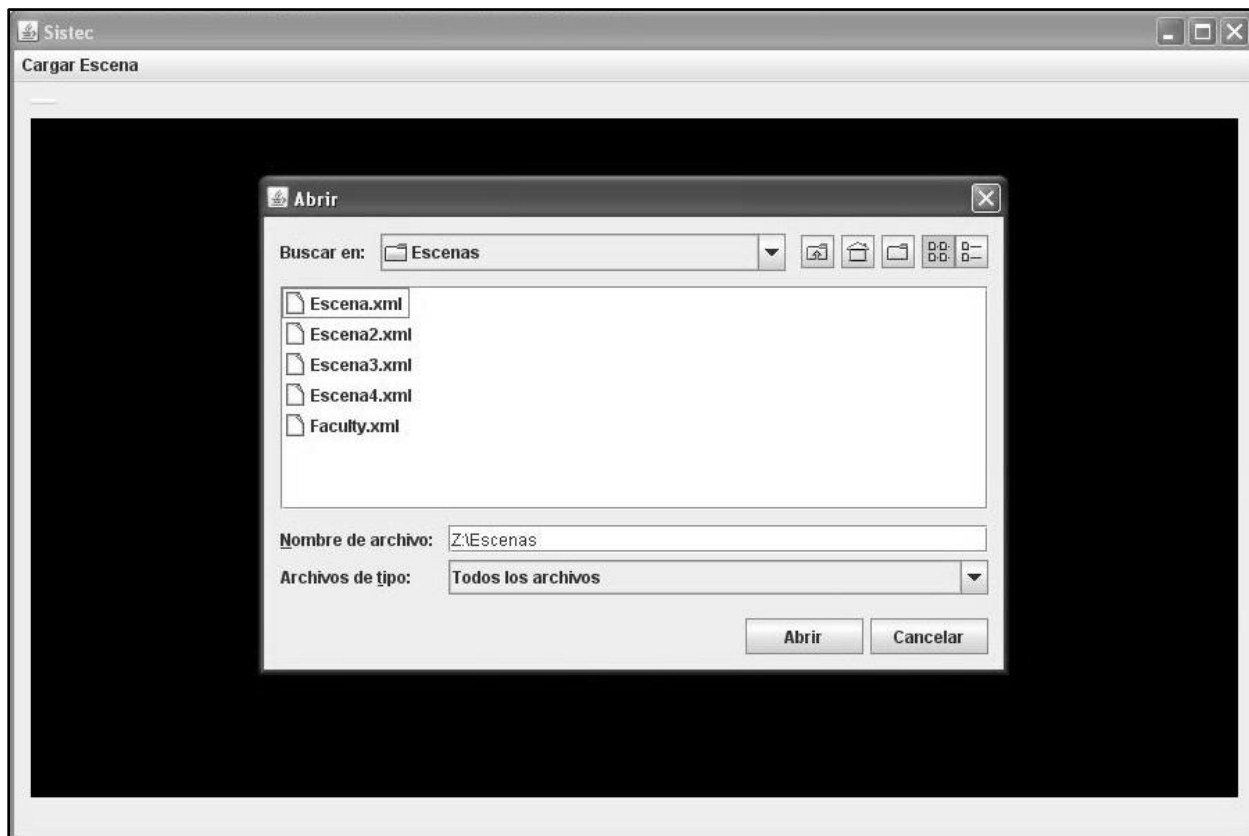 Sistec
Cargar Escena
Abrir
Buscar en: Escenas
Escena.xml
Escena2.xml
Escena3.xml
Escena4.xml
Faculty.xml
Nombre de archivo: Z:\Escenas
Archivos de tipo: Todos los archivos
Abrir Cancelar